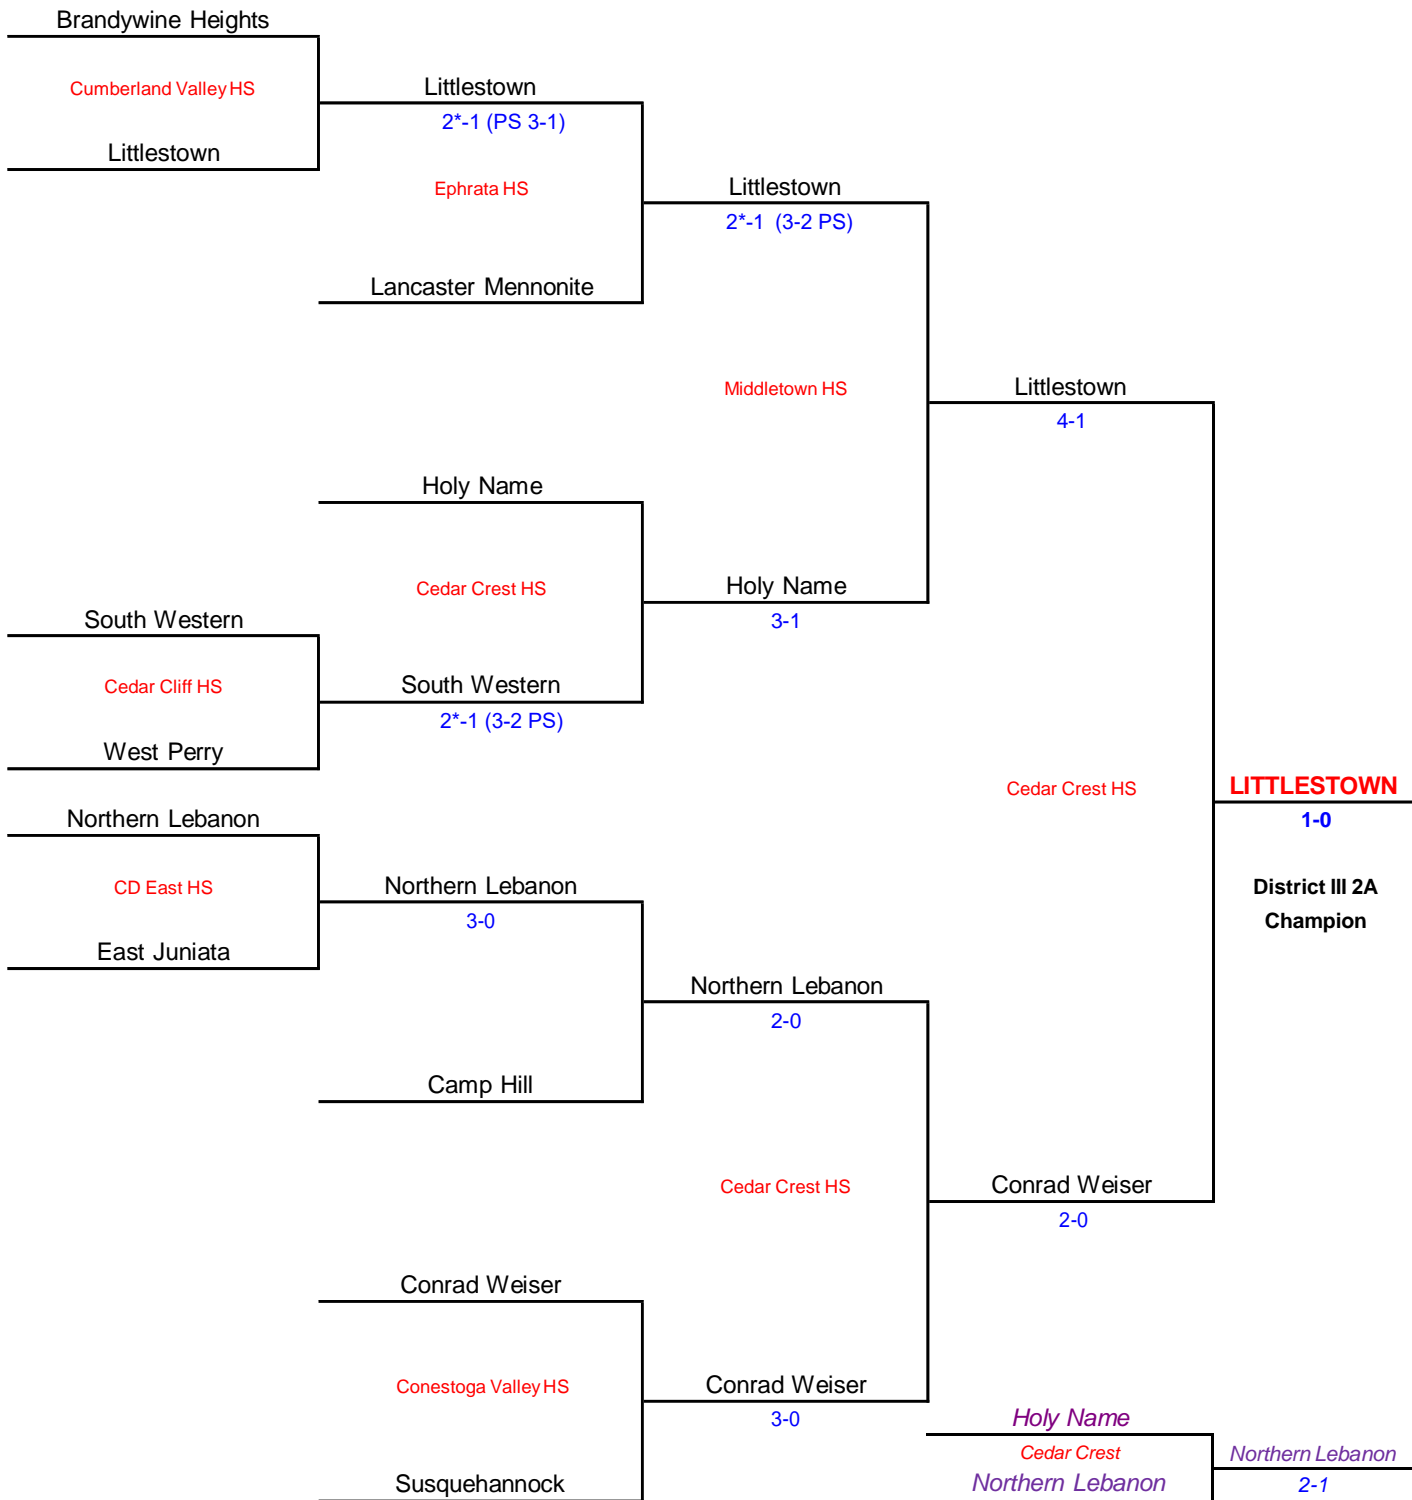 Brandywine Heights
Cumberland Valley HS
Littlestown
2*-1 (PS 3-1)
Littlestown
Ephrata HS
Littlestown
2*-1 (3-2 PS)
Lancaster Mennonite
Middletown HS
Littlestown
4-1
Holy Name
Cedar Crest HS
Holy Name
3-1
South Western
Cedar Cliff HS
South Western
2*-1 (3-2 PS)
West Perry
Cedar Crest HS
LITTLESTOWN
1-0
Northern Lebanon
CD East HS
Northern Lebanon
3-0
District III 2A
Champion
East Juniata
Northern Lebanon
2-0
Camp Hill
Cedar Crest HS
Conrad Weiser
2-0
Conrad Weiser
Conestoga Valley HS
Conrad Weiser
3-0
Holy Name
Cedar Crest
Northern Lebanon
Northern Lebanon
2-1
Susquehannock